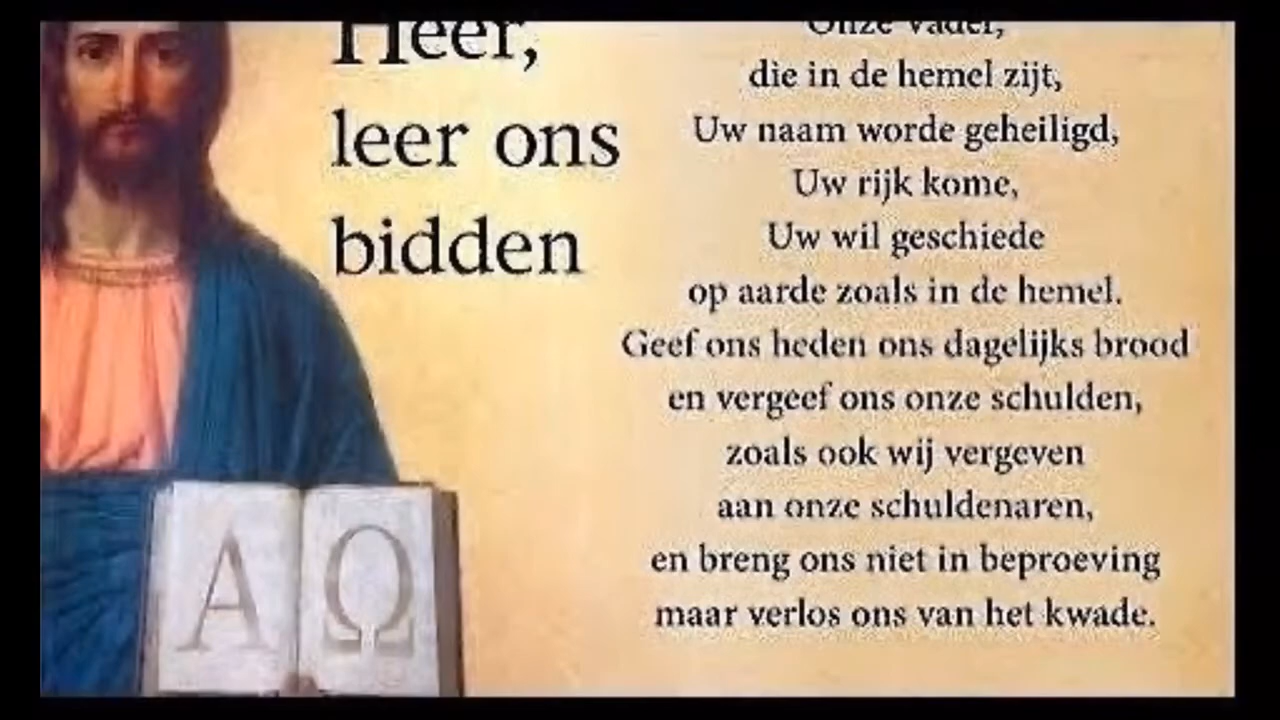 Heer,
leer ons
bidden
Onze Vader,
die in de hemel zijt,
Uw naam worde geheiligd,
Uw rijk kome,
Uw wil geschiede
op aarde zoals in de hemel.
Geef ons heden ons dagelijks brood
en vergeef ons onze schulden,
zoals ook wij vergeven
aan onze schuldenaren,
en breng ons niet in beproeving
maar verlos ons van het kwade.
Α Ω